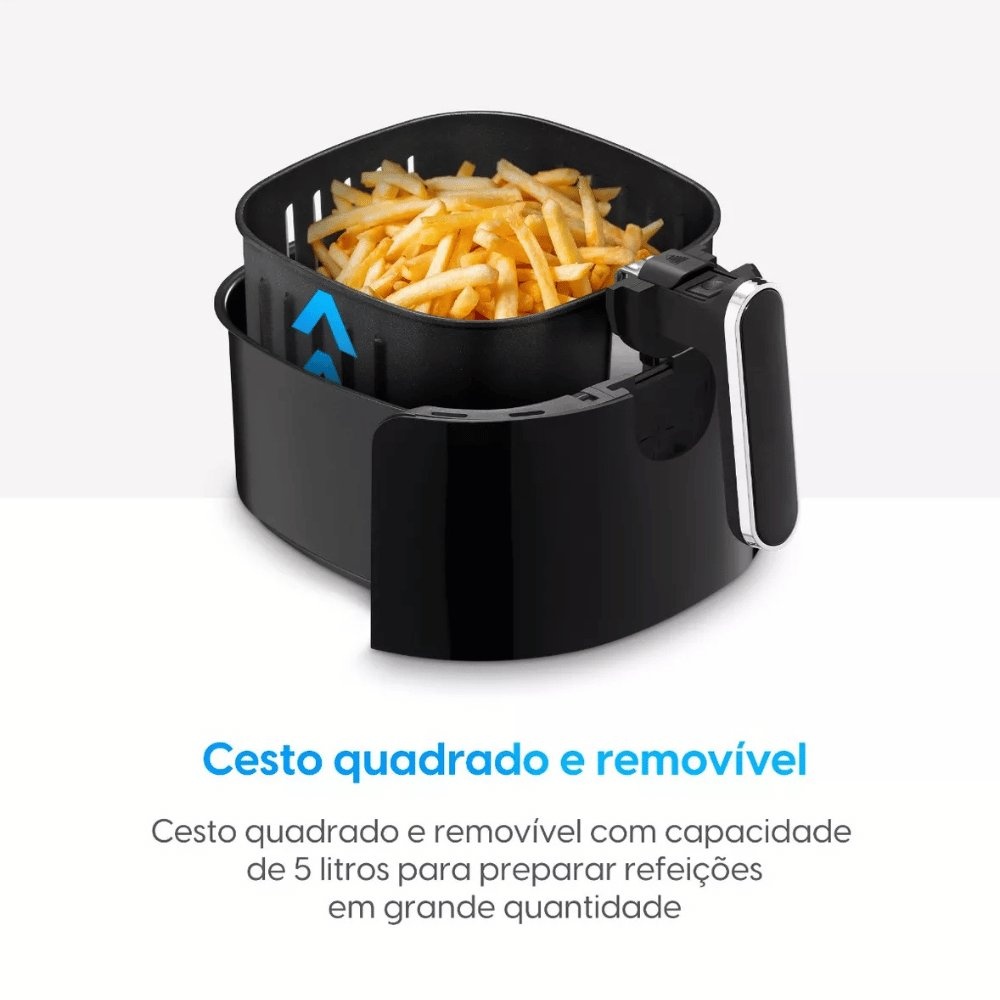 Cesto quadrado e removível
Cesto quadrado e removível com capacidade
de 5 litros para preparar refeições
em grande quantidade